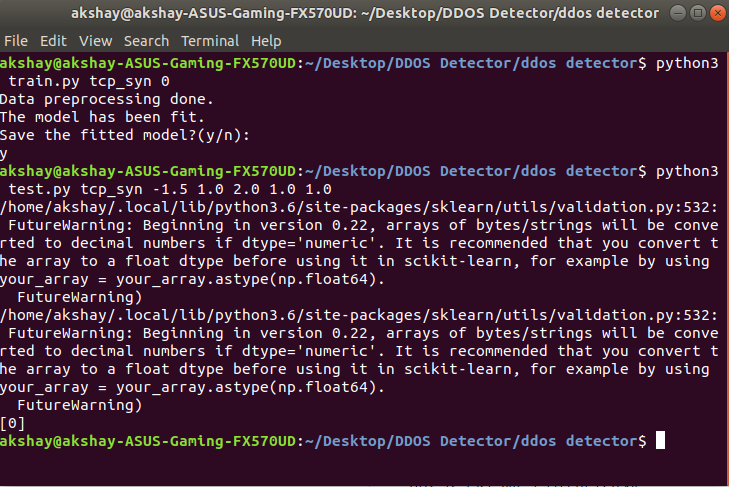 akshay@akshay-ASUS-Gaming-FX570UD: ~/Desktop/DDOS Detector/ddos detector
File Edit View Search Terminal Help
akshay@akshay-ASUS-Gaming-FX570UD:~/Desktop/DDOS Detector/ddos detector$ python3
train.py tcp_syn 0
Data preprocessing done.
The model has been fit.
Save the fitted model?(y/n):
y
akshay@akshay-ASUS-Gaming-FX570UD:~/Desktop/DDOS Detector/ddos detector$ python3
test.py tcp_syn -1.5 1.0 2.0 1.0 1.0
/home/akshay/.local/lib/python3.6/site-packages/sklearn/utils/validation.py:532:
FutureWarning: Beginning in version 0.22, arrays of bytes/strings will be conve
rted to decimal numbers if dtype='numeric'. It is recommended that you convert t
he array to a float dtype before using it in scikit-learn, for example by using
your_array = your_array.astype(np.float64).
FutureWarning)
/home/akshay/.local/lib/python3.6/site-packages/sklearn/utils/validation.py:532:
FutureWarning: Beginning in version 0.22, arrays of bytes/strings will be conve
rted to decimal numbers if dtype='numeric'. It is recommended that you convert t
he array to a float dtype before using it in scikit-learn, for example by using
your_array = your_array.astype(np.float64).
FutureWarning)
[0]
akshay@akshay-ASUS-Gaming-FX570UD:~/Desktop/DDOS Detector/ddos detector$